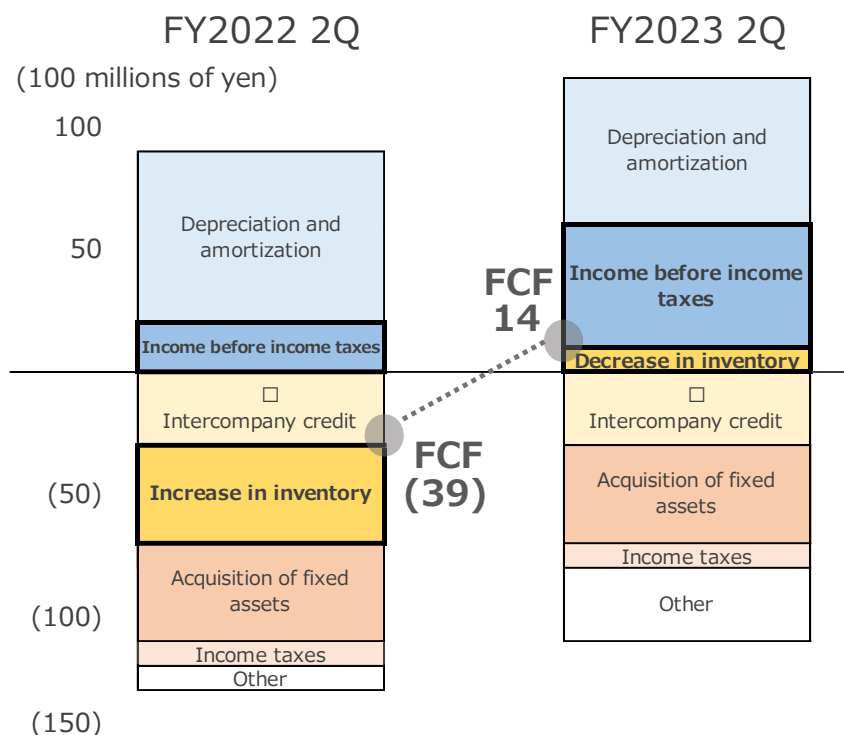 FY2022 2Q
FY2023 2Q
(100 millions of yen)
100
50
(50)
(100)
(150)
Depreciation and
amortization
Income before income taxes
□
Intercompany credit
Increase in inventory
Acquisition of fixed
assets
Income taxes
Other
FCF
(39)
FCF
14
Depreciation and
amortization
Income before income
taxes
Decrease in inventory
□
Intercompany credit
Acquisition of fixed
assets
Income taxes
Other